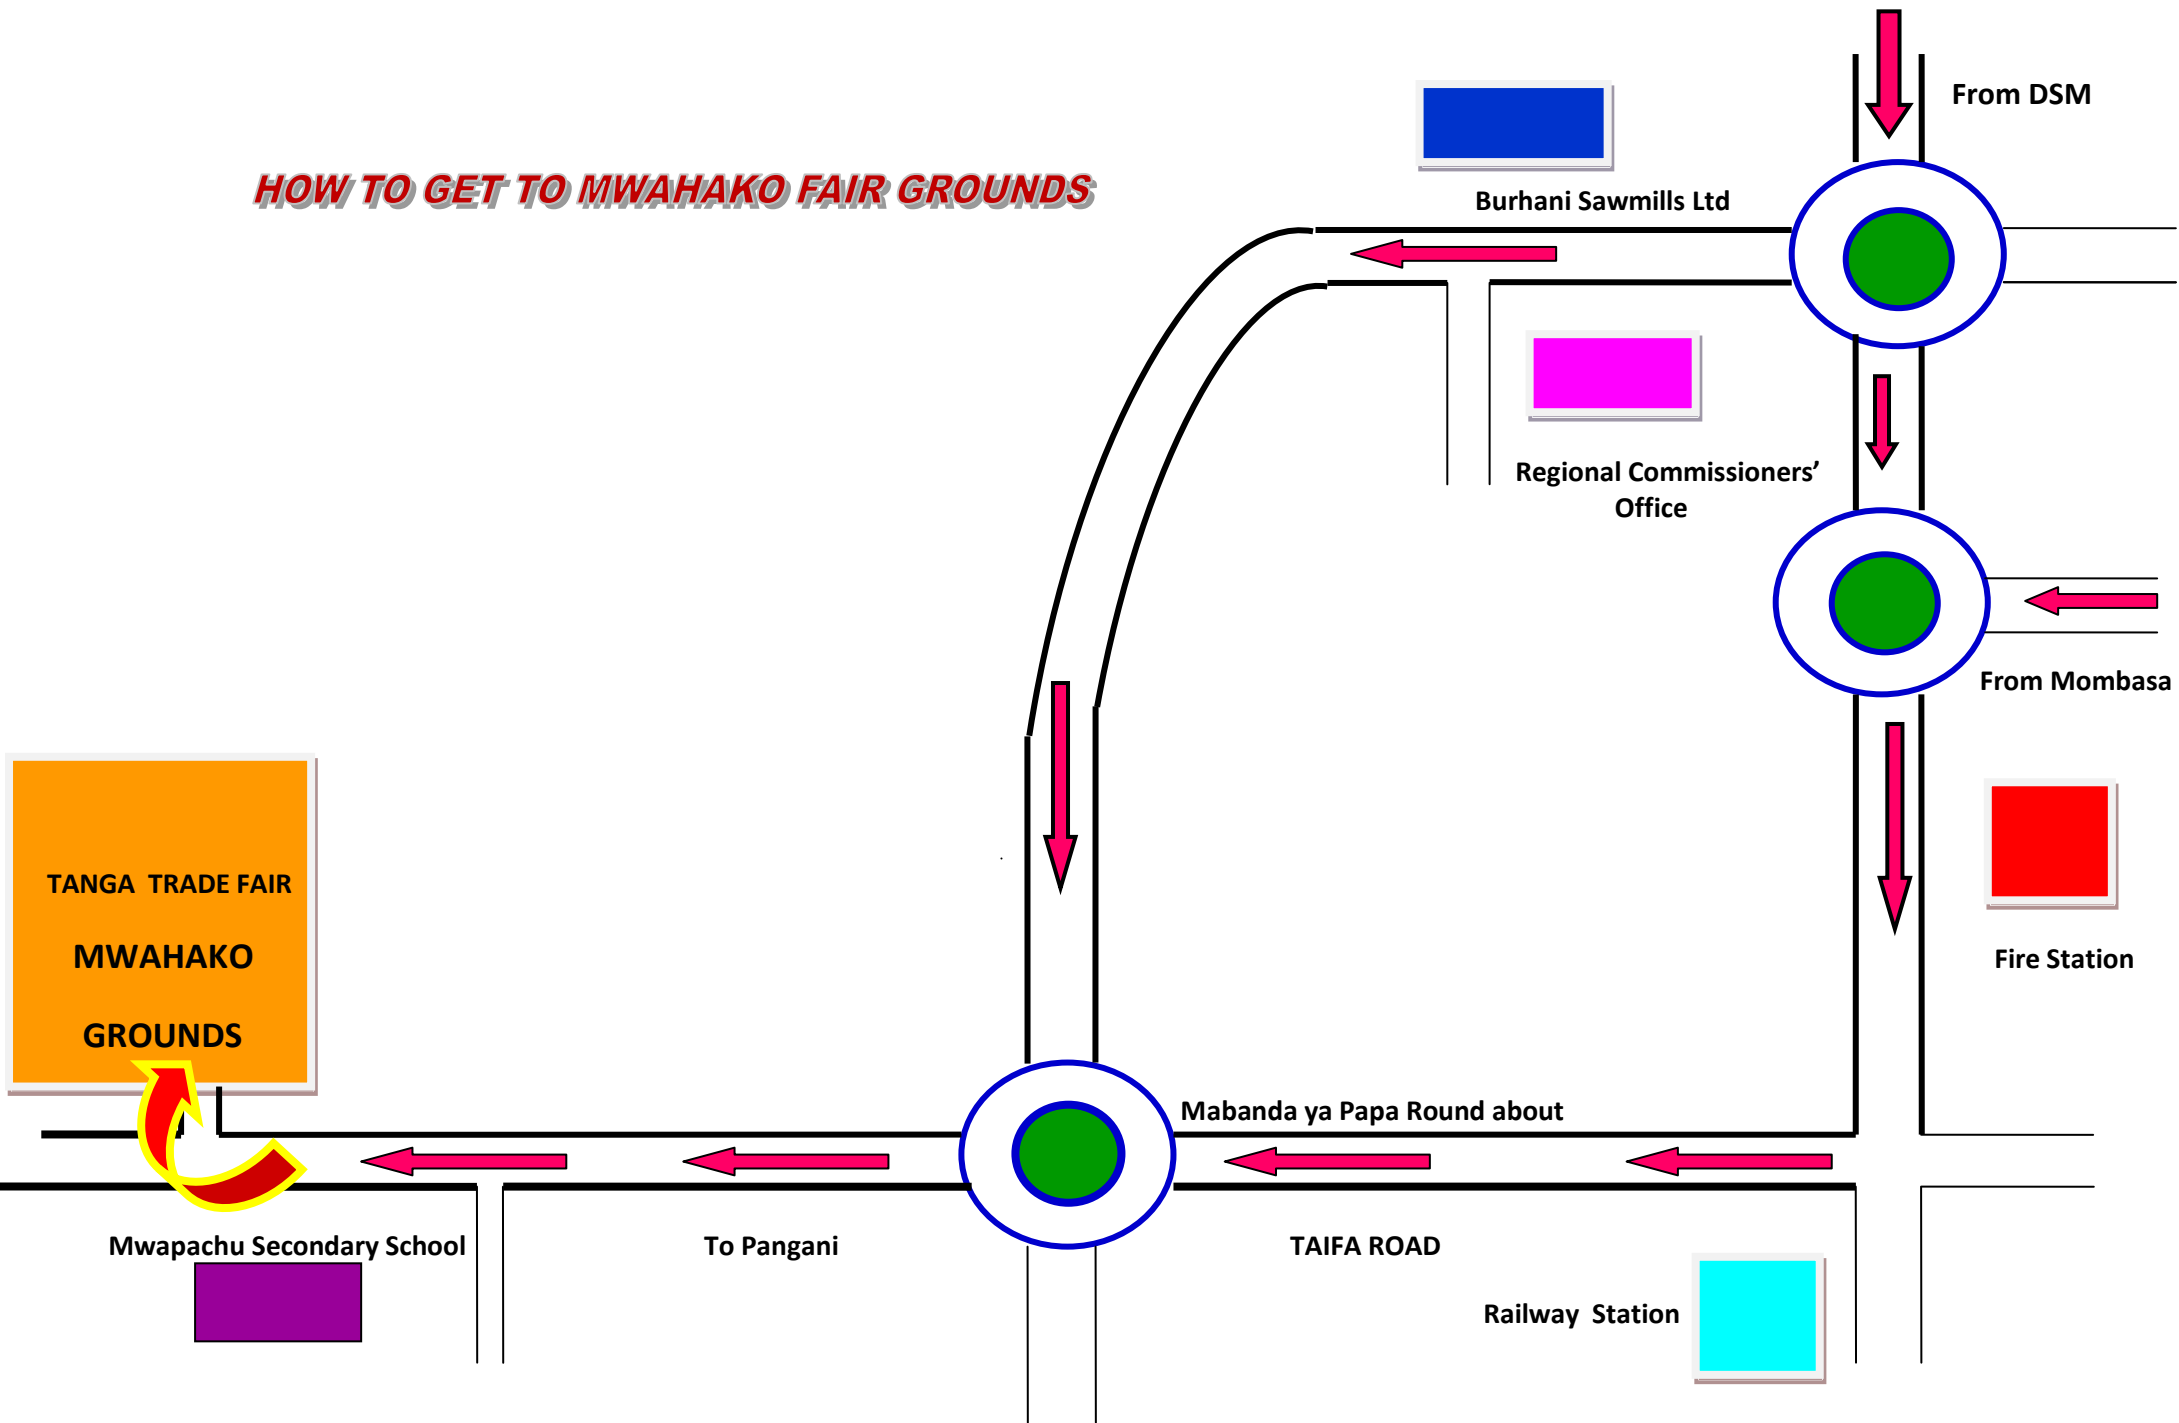 From DSM
HOW TO GET TO MWAHAKO FAIR GROUNDS
Burhani Sawmills Ltd
Regional Commissioners’
Office
From Mombasa
TANGA  TRADE FAIR
MWAHAKO
GROUNDS
Fire Station
Mabanda ya Papa Round about
Mwapachu Secondary School
To Pangani
TAIFA ROAD
Railway  Station